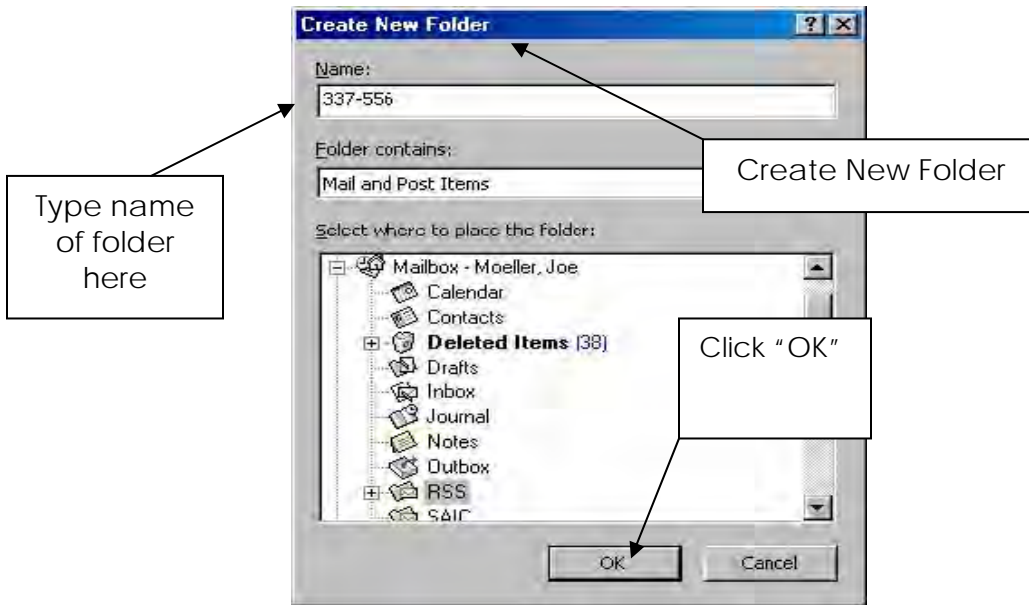 Create New Folder
Name:
337-556
Folder contains:
Mail and Post Items
Create New Folder
Type name
of folder
here
Select where to place the folder:
Mailbox - Moeller, Joe
Calendar
Contacts
Deleted Items (38)
Click “OK”
Drafts
Inbox
Journal
Notes
Outbox
RSS
SAIC
OK
Cancel